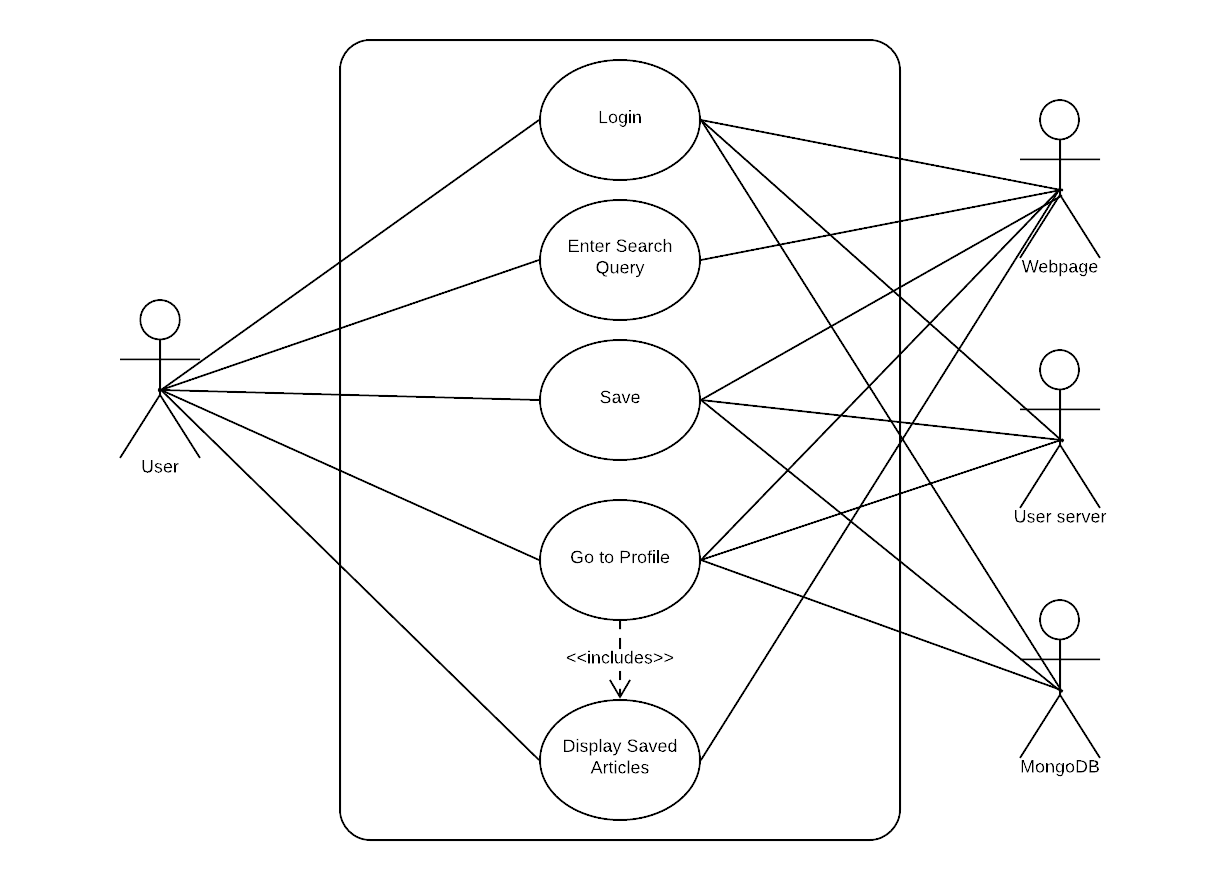 Login
Enter Search
Query
Webpage
Save
User
User server
Go to Profile
<<includes>>
Display Saved
Articles
MongoDB